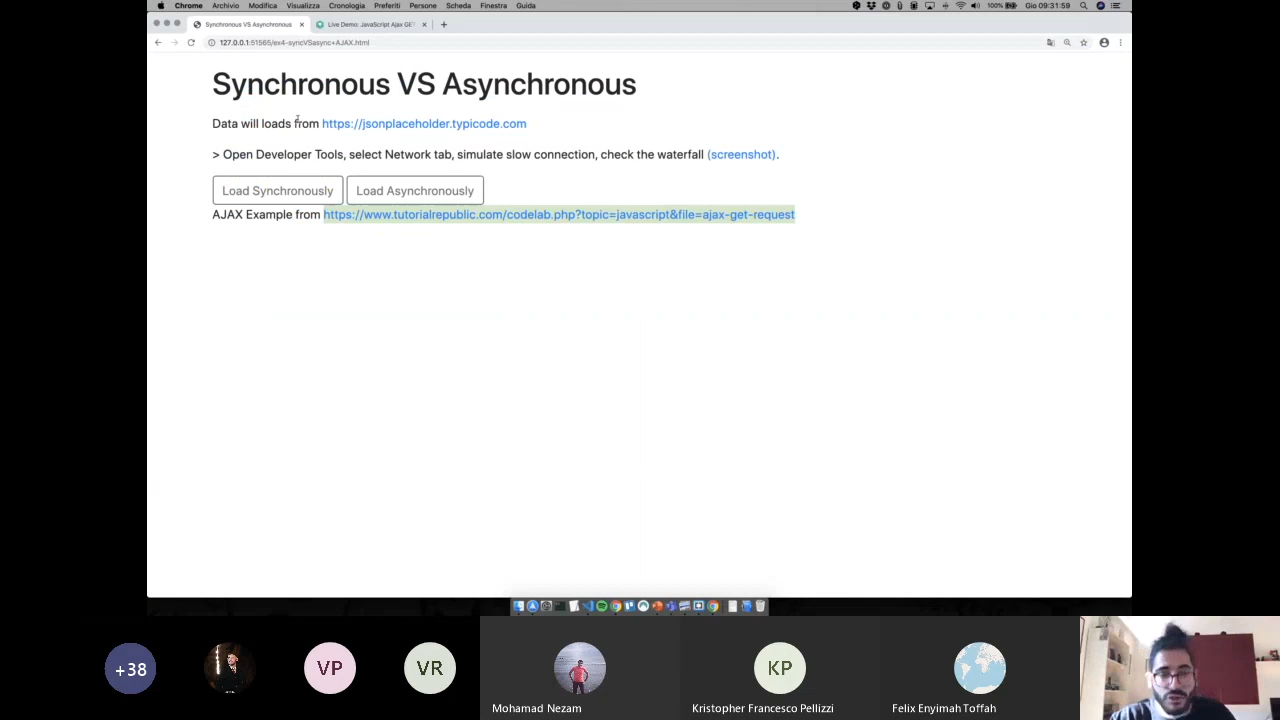 Chrome Archivio Modifica Visualizza Cronologia Preferiti Persone Scheda Finestra Guida 100% Gio 09:31:59
Synchronous VS Asynchronous Live Demo: JavaScript Ajax GET
127.0.0.1:51565/ex4-syncVSasync+AJAX.html
Synchronous VS Asynchronous
Data will loads from https://jsonplaceholder.typicode.com
> Open Developer Tools, select Network tab, simulate slow connection, check the waterfall (screenshot).
Load Synchronously Load Asynchronously
AJAX Example from https://www.tutorialrepublic.com/codelab.php?topic=javascript&file=ajax-get-request
+38 VP VR KP
Mohamad Nezam Kristopher Francesco Pellizzi Felix Enyimah Toffah